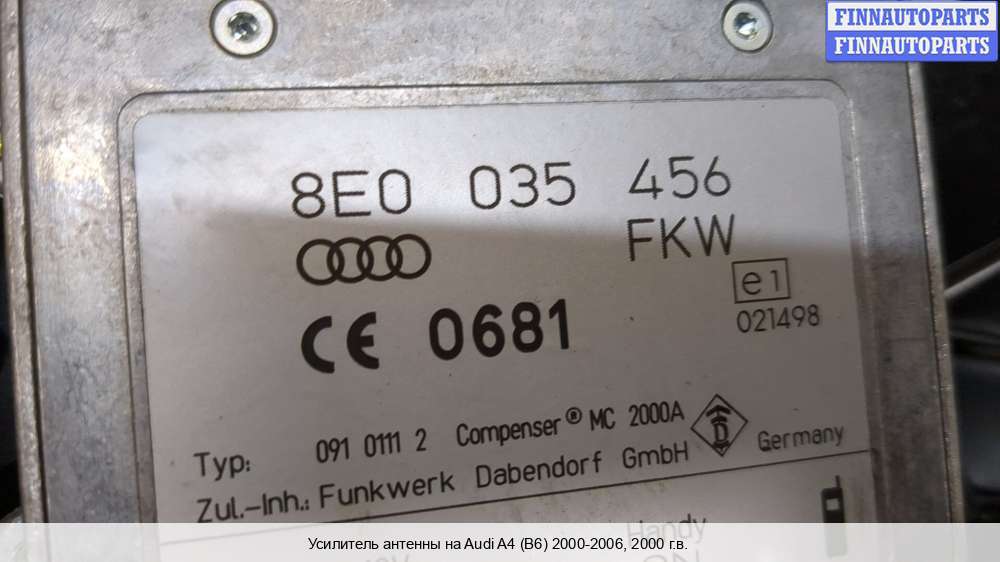 FINNAUTOPARTS
FINNAUTOPARTS
8E0 035 456
FKW
e1
CE 0681
021498
Typ: 091 0111 2 Compenser® MC 2000A
Zul.-Inh.: Funkwerk Dabendorf GmbH Germany
Handy
Усилитель антенны на Audi A4 (B6) 2000-2006, 2000 г.в.